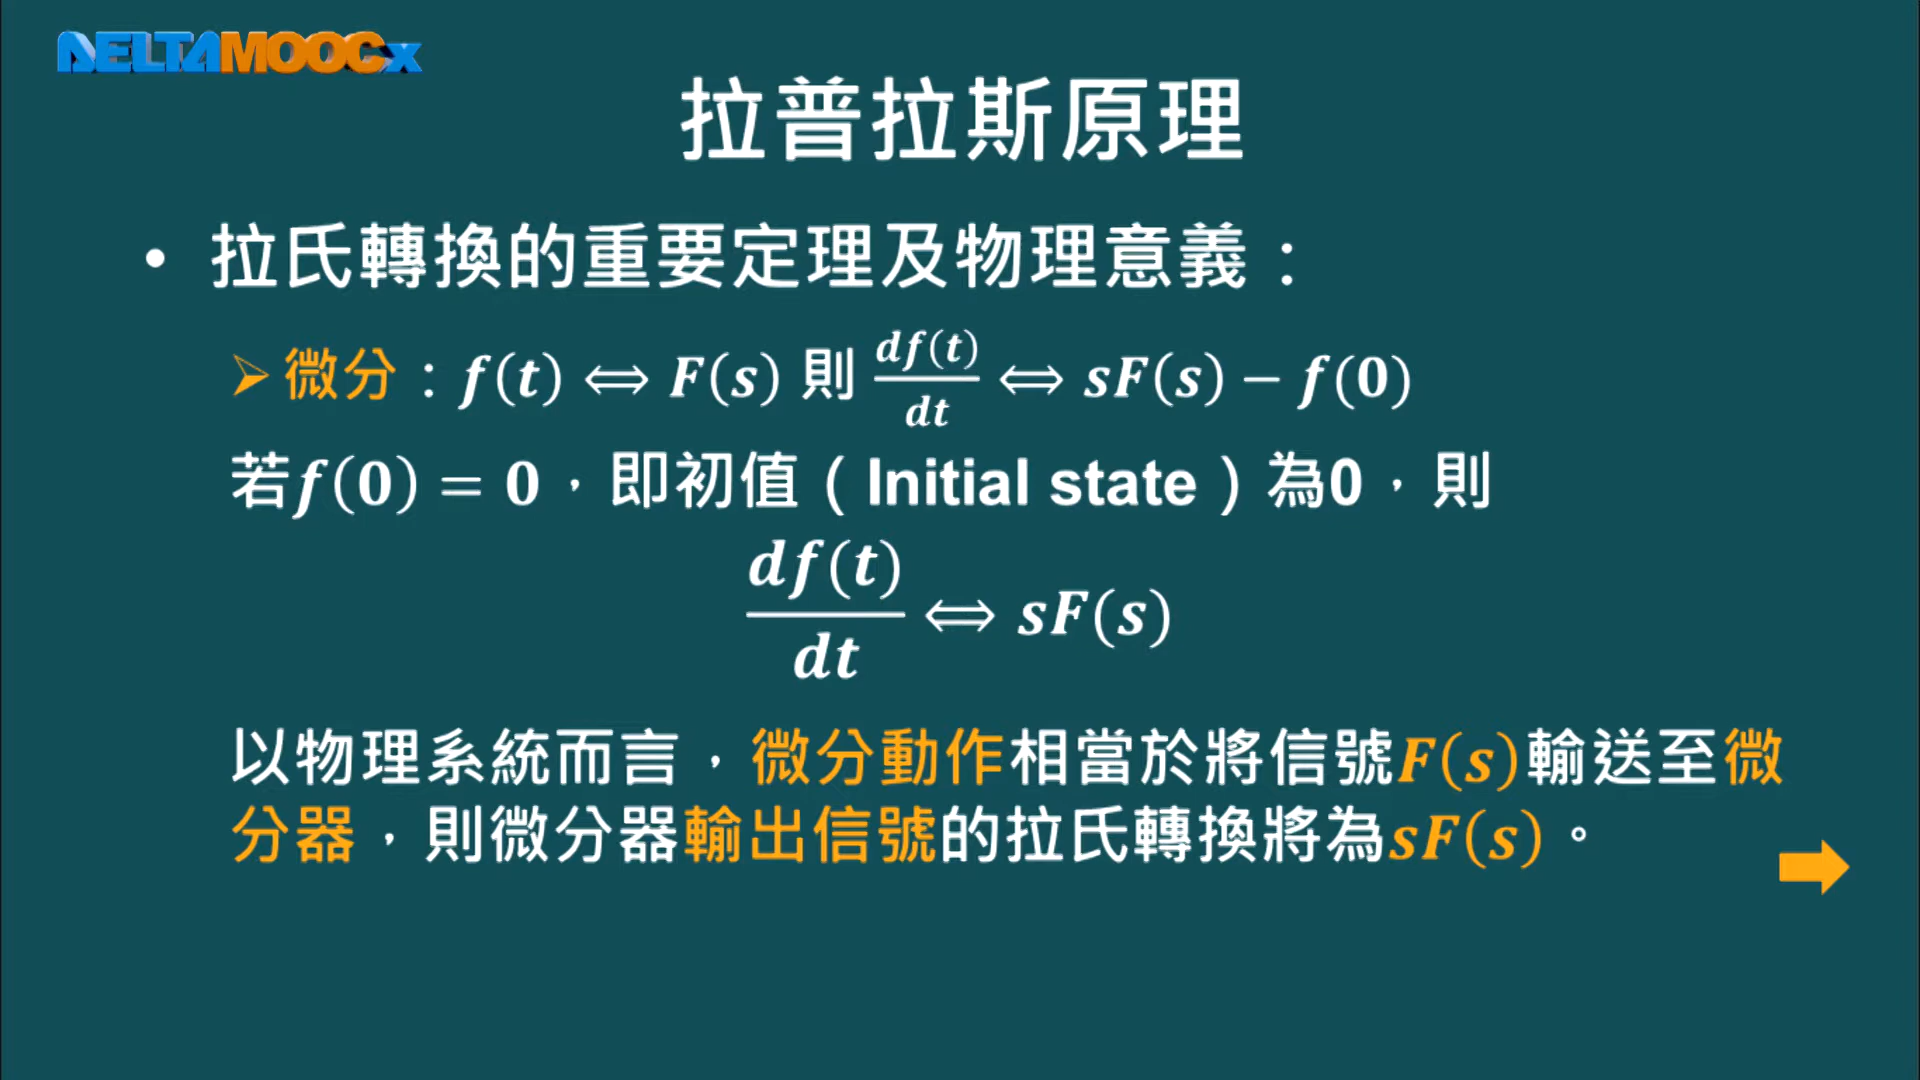 DELTAMOOCx
拉普拉斯原理
• 拉氏轉換的重要定理及物理意義：
➢微分：f(t) ⟺ F(s) 則 df(t)/dt ⟺ sF(s) − f(0)
若f(0) = 0，即初值（Initial state）為0，則
df(t)/dt ⟺ sF(s)
以物理系統而言，微分動作相當於將信號F(s)輸送至微
分器，則微分器輸出信號的拉氏轉換將為sF(s)。